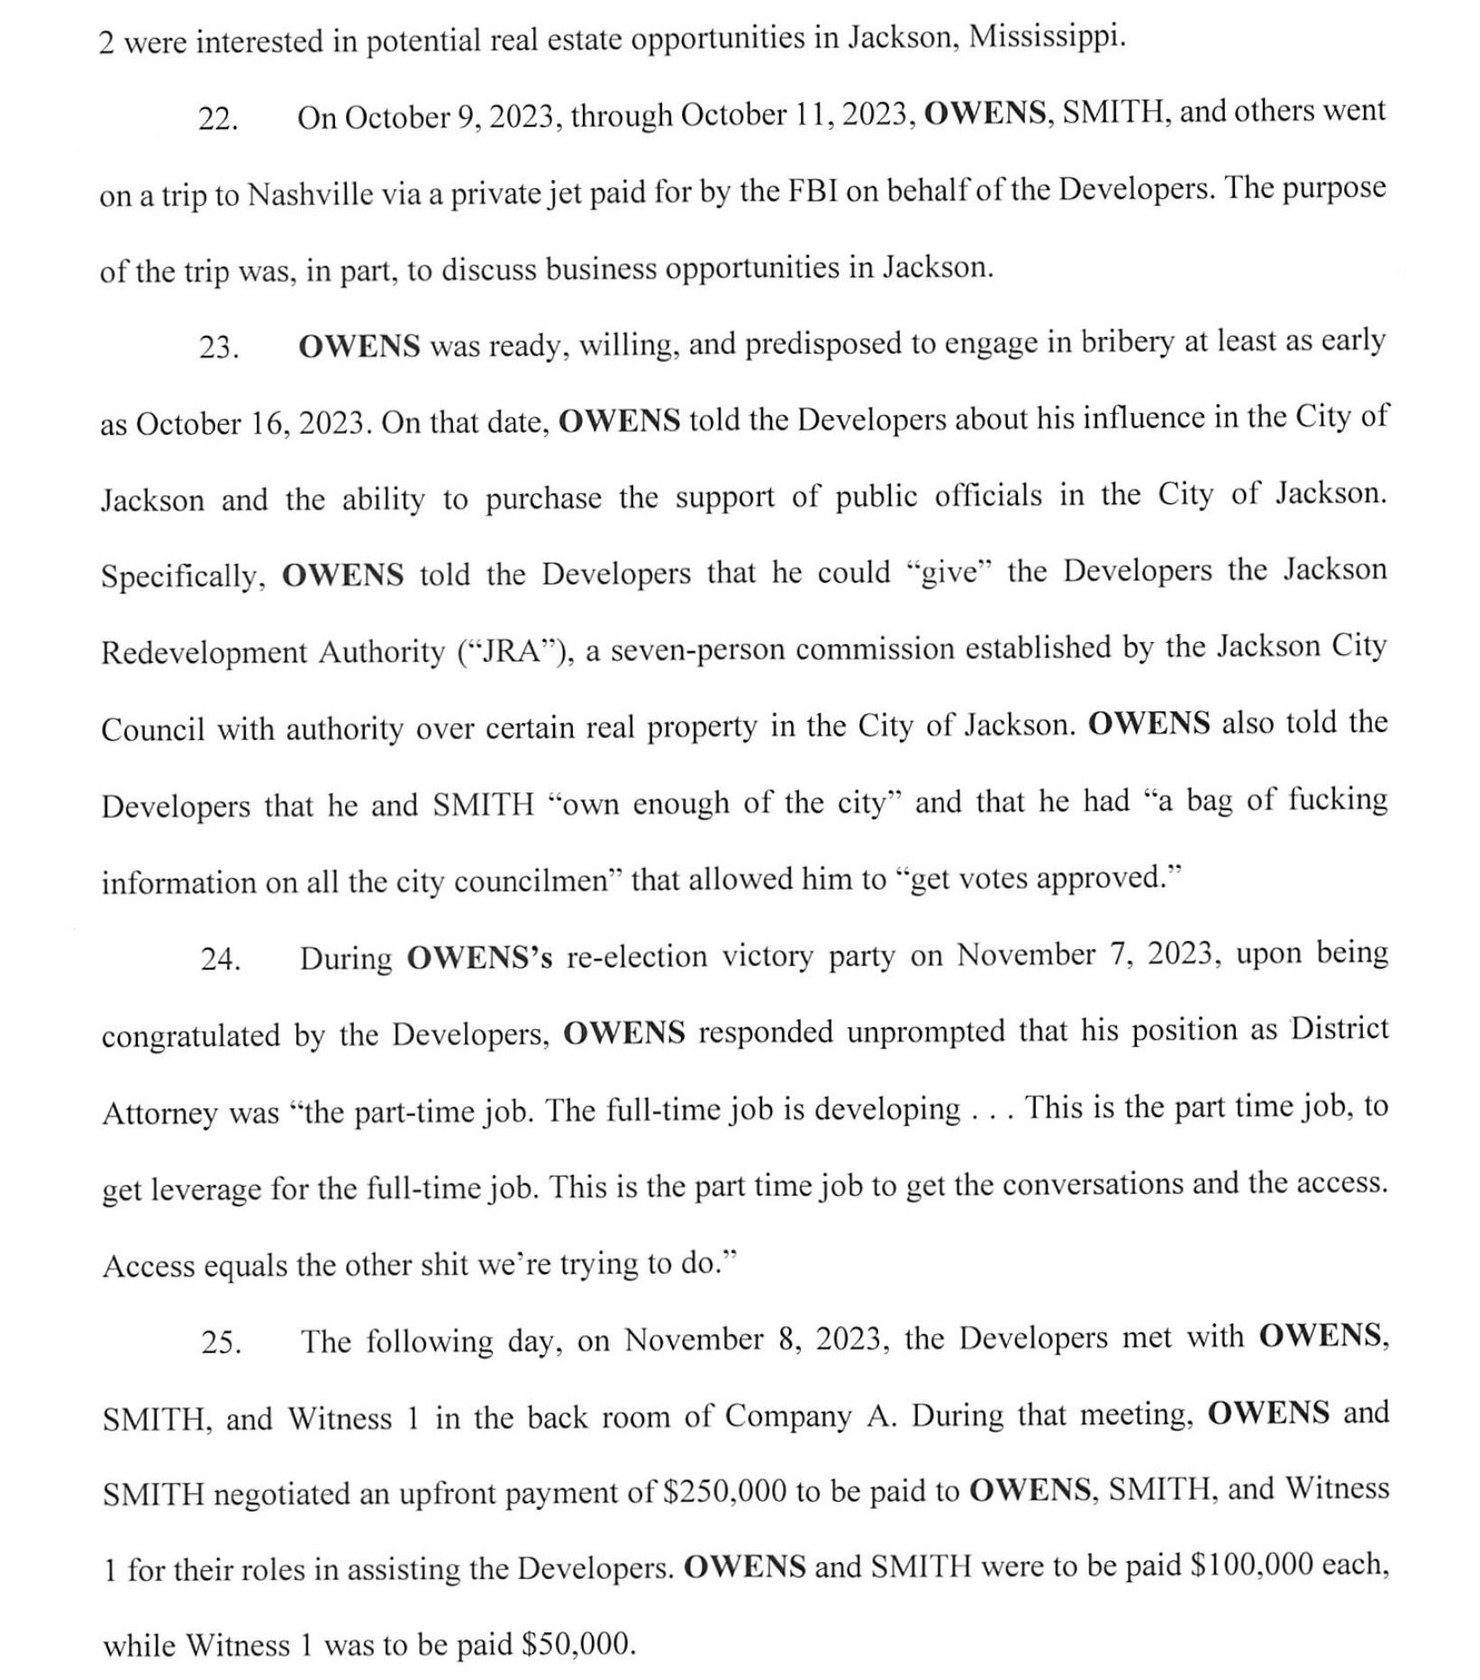 2 were interested in potential real estate opportunities in Jackson, Mississippi.
22. On October 9, 2023, through October 11, 2023, OWENS, SMITH, and others went
on a trip to Nashville via a private jet paid for by the FBI on behalf of the Developers. The purpose
of the trip was, in part, to discuss business opportunities in Jackson.
23. OWENS was ready, willing, and predisposed to engage in bribery at least as early
as October 16, 2023. On that date, OWENS told the Developers about his influence in the City of
Jackson and the ability to purchase the support of public officials in the City of Jackson.
Specifically, OWENS told the Developers that he could “give” the Developers the Jackson
Redevelopment Authority (“JRA”), a seven-person commission established by the Jackson City
Council with authority over certain real property in the City of Jackson. OWENS also told the
Developers that he and SMITH “own enough of the city” and that he had “a bag of fucking
information on all the city councilmen” that allowed him to “get votes approved.”
24. During OWENS’s re-election victory party on November 7, 2023, upon being
congratulated by the Developers, OWENS responded unprompted that his position as District
Attorney was “the part-time job. The full-time job is developing . . . This is the part time job, to
get leverage for the full-time job. This is the part time job to get the conversations and the access.
Access equals the other shit we’re trying to do.”
25. The following day, on November 8, 2023, the Developers met with OWENS,
SMITH, and Witness 1 in the back room of Company A. During that meeting, OWENS and
SMITH negotiated an upfront payment of $250,000 to be paid to OWENS, SMITH, and Witness
1 for their roles in assisting the Developers. OWENS and SMITH were to be paid $100,000 each,
while Witness 1 was to be paid $50,000.